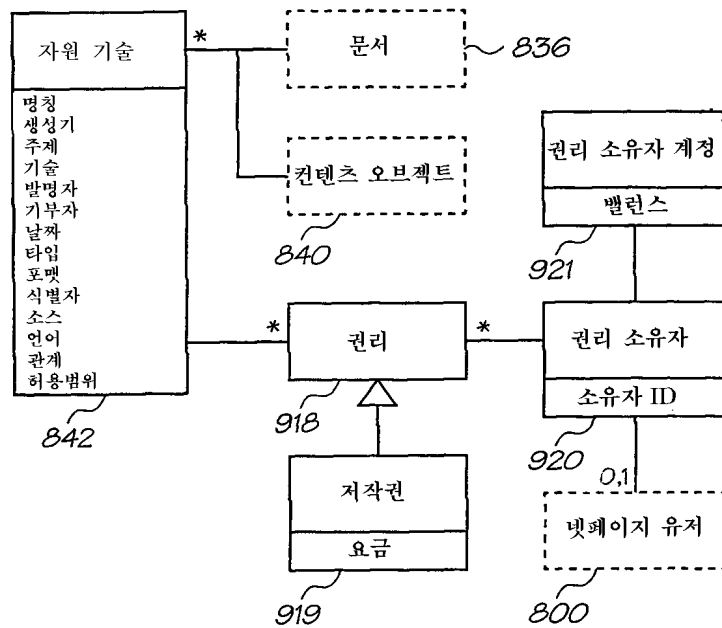 자원 기술
*
명칭
생성기
주제
기술
발명자
기부자
날짜
타입
포맷
식별자
소스
언어
관계
허용범위
842
문서
836
컨텐츠 오브젝트
840
권리 소유자 계정
밸런스
921
*
권리
*
918
권리 소유자
소유자 ID
920
저작권
요금
919
0,1
넷페이지 유저
800